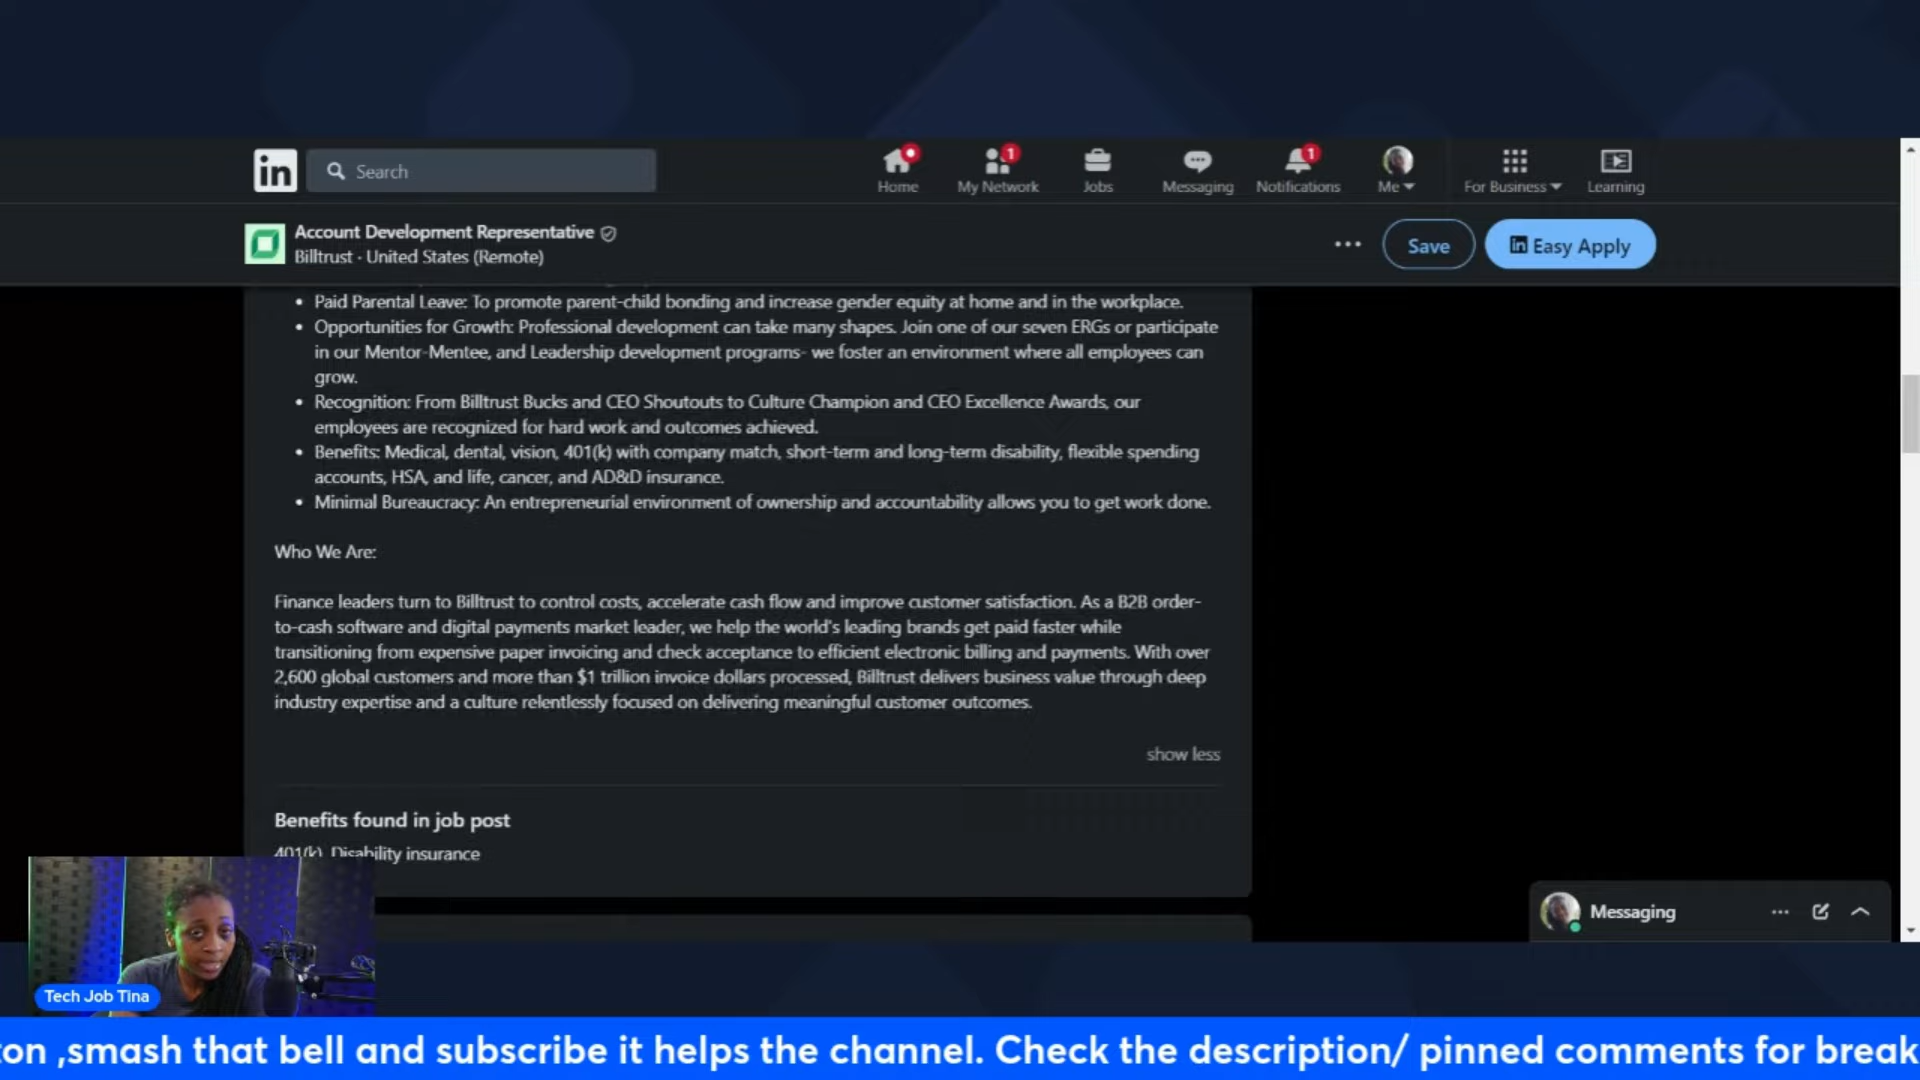 in
Search
Home
1
My Network
Jobs
Messaging
1
Notifications
Me
For Business
Learning
Account Development Representative
Billtrust · United States (Remote)
Save
in Easy Apply
• Paid Parental Leave: To promote parent-child bonding and increase gender equity at home and in the workplace.
• Opportunities for Growth: Professional development can take many shapes. Join one of our seven ERGs or participate
in our Mentor-Mentee, and Leadership development programs- we foster an environment where all employees can
grow.
• Recognition: From Billtrust Bucks and CEO Shoutouts to Culture Champion and CEO Excellence Awards, our
employees are recognized for hard work and outcomes achieved.
• Benefits: Medical, dental, vision, 401(k) with company match, short-term and long-term disability, flexible spending
accounts, HSA, and life, cancer, and AD&D insurance.
• Minimal Bureaucracy: An entrepreneurial environment of ownership and accountability allows you to get work done.
Who We Are:
Finance leaders turn to Billtrust to control costs, accelerate cash flow and improve customer satisfaction. As a B2B order-
to-cash software and digital payments market leader, we help the world's leading brands get paid faster while
transitioning from expensive paper invoicing and check acceptance to efficient electronic billing and payments. With over
2,600 global customers and more than $1 trillion invoice dollars processed, Billtrust delivers business value through deep
industry expertise and a culture relentlessly focused on delivering meaningful customer outcomes.
show less
Benefits found in job post
401(k), Disability insurance
Messaging
Tech Job Tina
ton ,smash that bell and subscribe it helps the channel. Check the description/ pinned comments for break